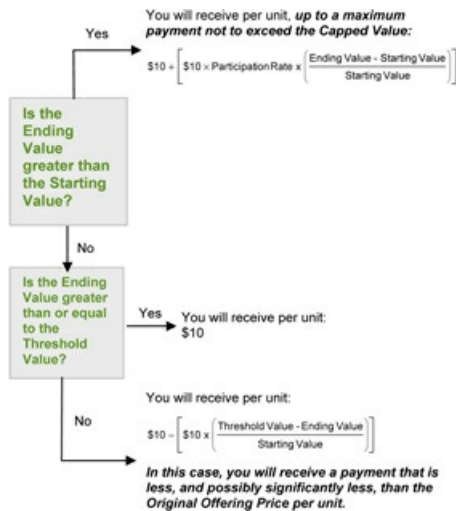 You will receive per unit, up to a maximum
payment not to exceed the Capped Value:
Yes
$10 + [$10 × Participation Rate x (Ending Value - Starting Value / Starting Value)]
Is the
Ending
Value
greater than
the Starting
Value?
No
Is the Ending
Value greater
than or equal
to the
Threshold
Value?
Yes
You will receive per unit:
$10
You will receive per unit:
No
$10 – [$10 x (Threshold Value - Ending Value / Starting Value)]
In this case, you will receive a payment that is
less, and possibly significantly less, than the
Original Offering Price per unit.